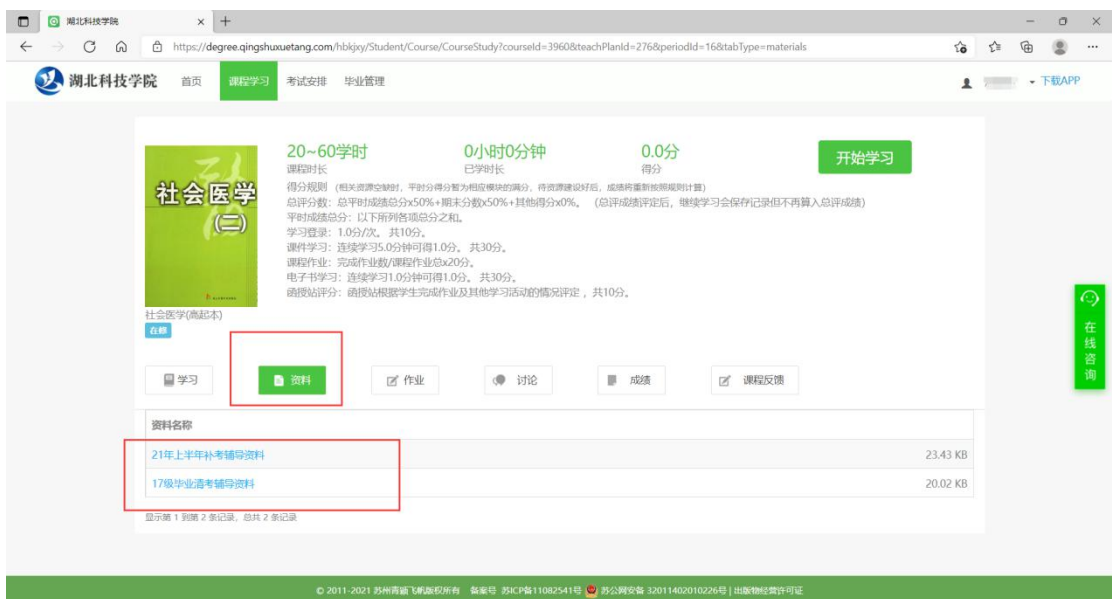 湖北科技学院
https://degree.qingshuxuetang.com/hbkjxy/Student/Course/CourseStudy?courseId=3960&teachPlanId=276&periodId=16&tabType=materials
湖北科技学院 首页 课程学习 考试安排 毕业管理 下载APP
社会医学
(二)
20~60学时 0小时0分钟 0.0分 开始学习
课程时长 已学时长 得分
得分规则 (相关资源空缺时,平时分得分暂为相应模块的满分,待资源建设好后,成绩将重新按照规则计算)
总评分数:总平时成绩总分x50%+期末分数x50%+其他得分x0%。 (总评成绩评定后,继续学习会保存记录但不再算入总评成绩)
平时成绩总分:以下所列各项总分之和。
学习登录:1.0分/次。 共10分。
课件学习:连续学习5.0分钟可得1.0分。 共30分。
课程作业:完成作业数/课程作业总x20分。
电子书学习:连续学习1.0分钟可得1.0分。 共30分。
函授站评分:函授站根据学生完成作业及其他学习活动的情况评定 ,共10分。
社会医学(高起本)
在修
学习 资料 作业 讨论 成绩 课程反馈
资料名称
21年上半年补考辅导资料 23.43 KB
17级毕业清考辅导资料 20.02 KB
显示第 1 到第 2 条记录,总共 2 条记录
在线咨询
© 2011-2021 苏州青颖飞帆版权所有 备案号 苏ICP备11082541号 苏公网安备 32011402010226号 | 出版物经营许可证